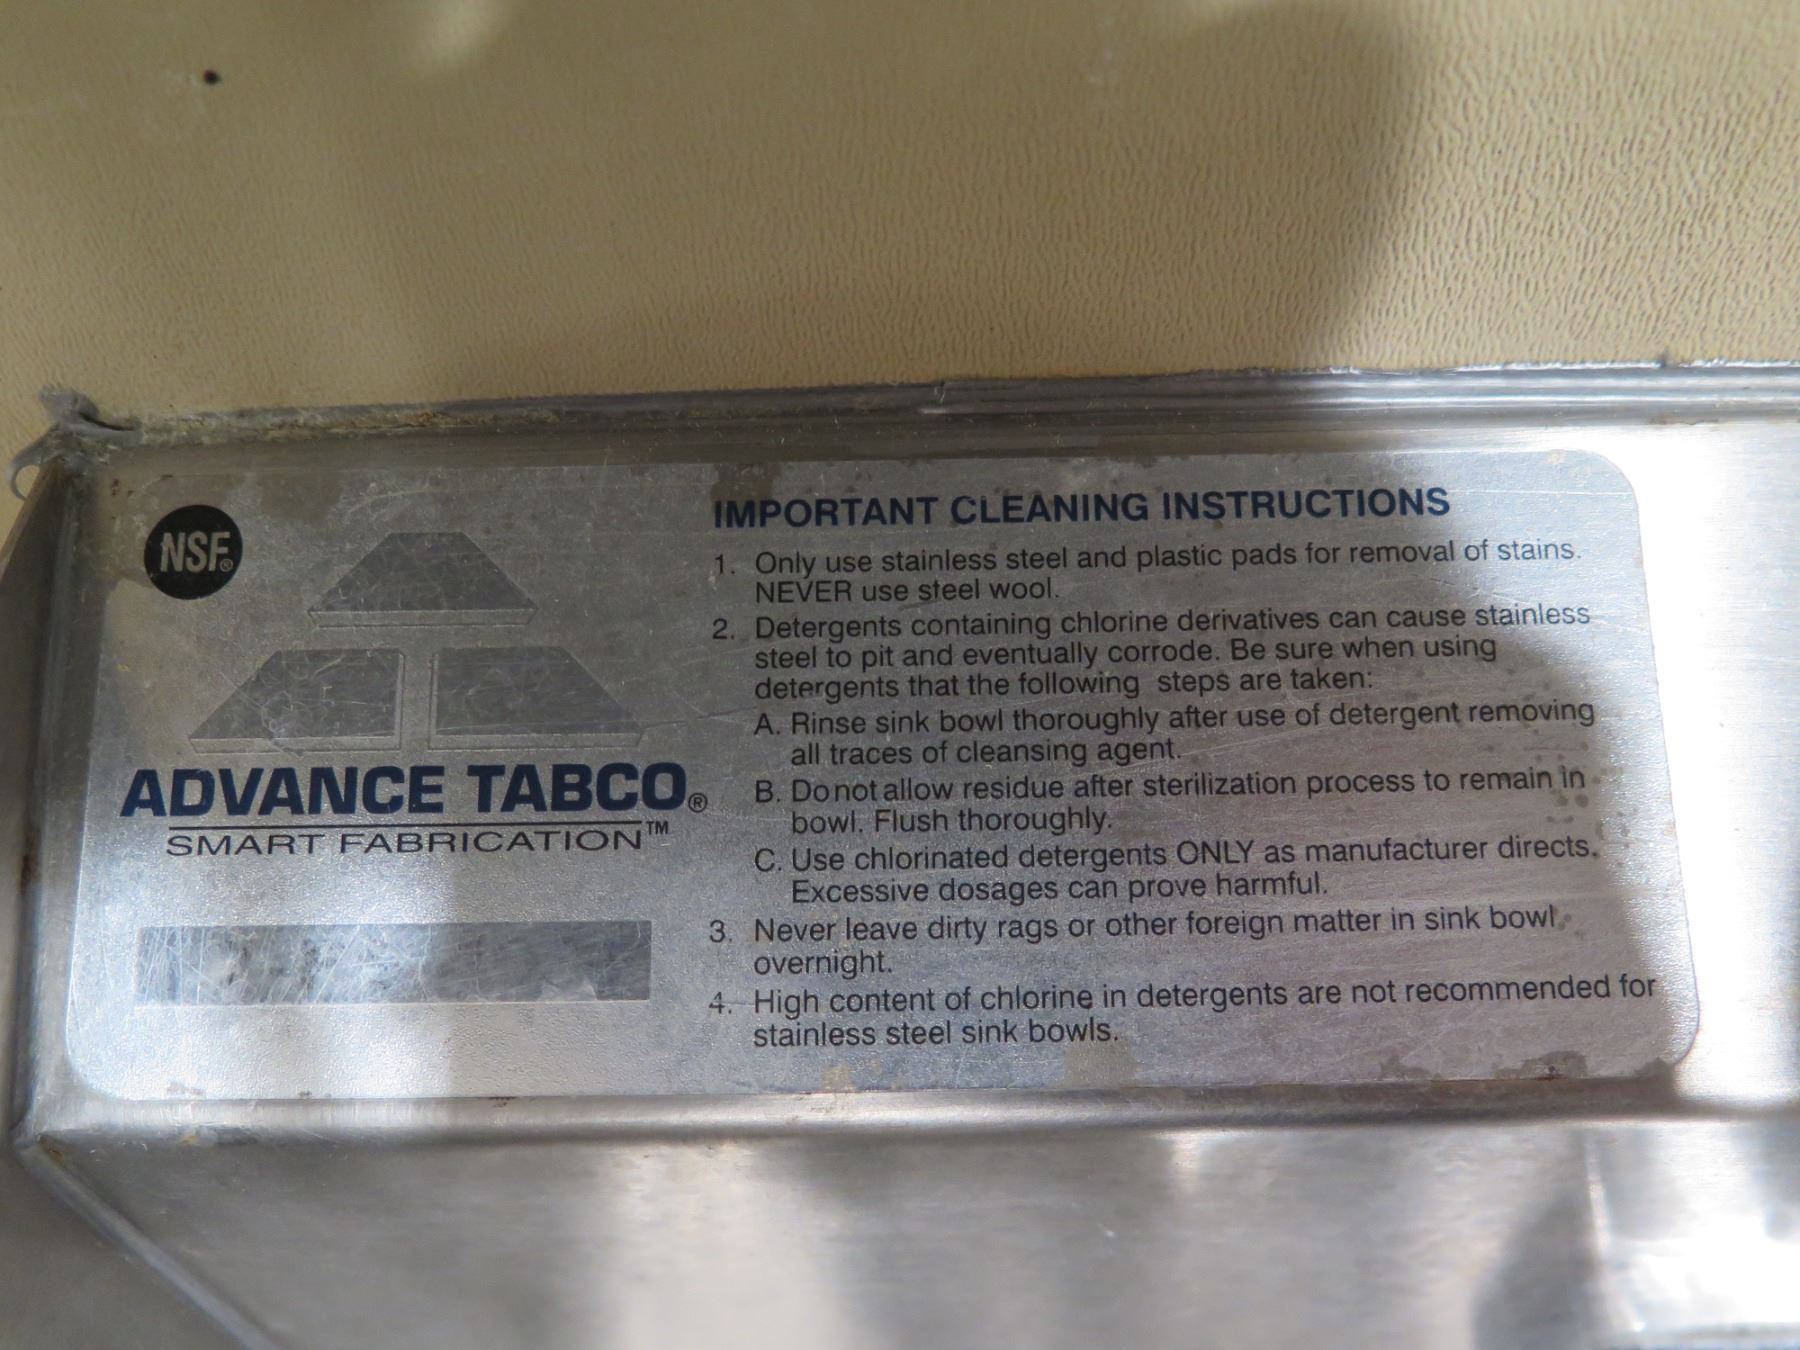 NSF®
ADVANCE TABCO®
SMART FABRICATION™
IMPORTANT CLEANING INSTRUCTIONS
1. Only use stainless steel and plastic pads for removal of stains.
NEVER use steel wool.
2. Detergents containing chlorine derivatives can cause stainless
steel to pit and eventually corrode. Be sure when using
detergents that the following steps are taken:
A. Rinse sink bowl thoroughly after use of detergent removing
all traces of cleansing agent.
B. Do not allow residue after sterilization process to remain in
bowl. Flush thoroughly.
C. Use chlorinated detergents ONLY as manufacturer directs.
Excessive dosages can prove harmful.
3. Never leave dirty rags or other foreign matter in sink bowl
overnight.
4. High content of chlorine in detergents are not recommended for
stainless steel sink bowls.